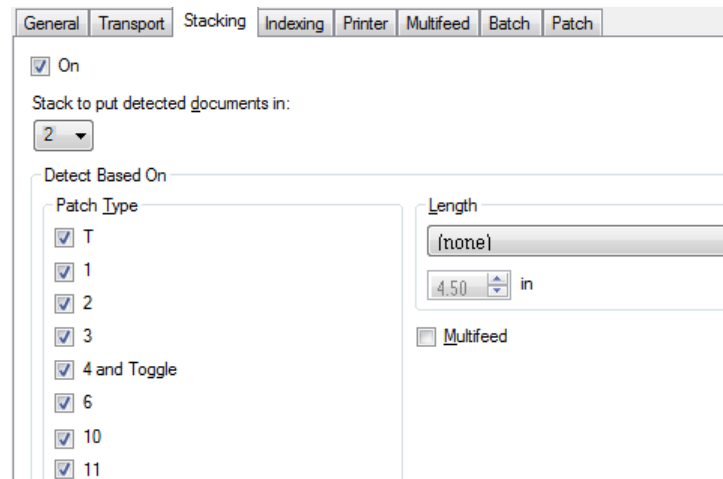 General Transport Stacking Indexing Printer Multifeed Batch Patch
On
Stack to put detected documents in:
2
Detect Based On
Patch Type
T
1
2
3
4 and Toggle
6
10
11
Length
(none)
4.50 in
Multifeed